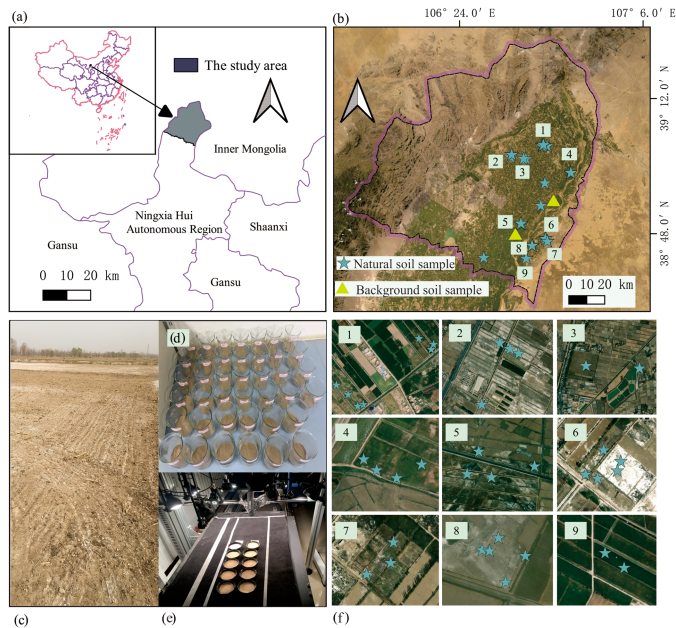 (a)
The study area
Inner Mongolia
Ningxia Hui
Autonomous Region
Shaanxi
Gansu
Gansu
0 10 20 km
(b)
106° 24.0′ E
107° 6.0′ E
39° 12.0′ N
38° 48.0′ N
1
2
3
4
5
6
7
8
9
Natural soil sample
Background soil sample
0 10 20 km
(d)
1
2
3
4
5
6
7
8
9
(c)
(e)
(f)